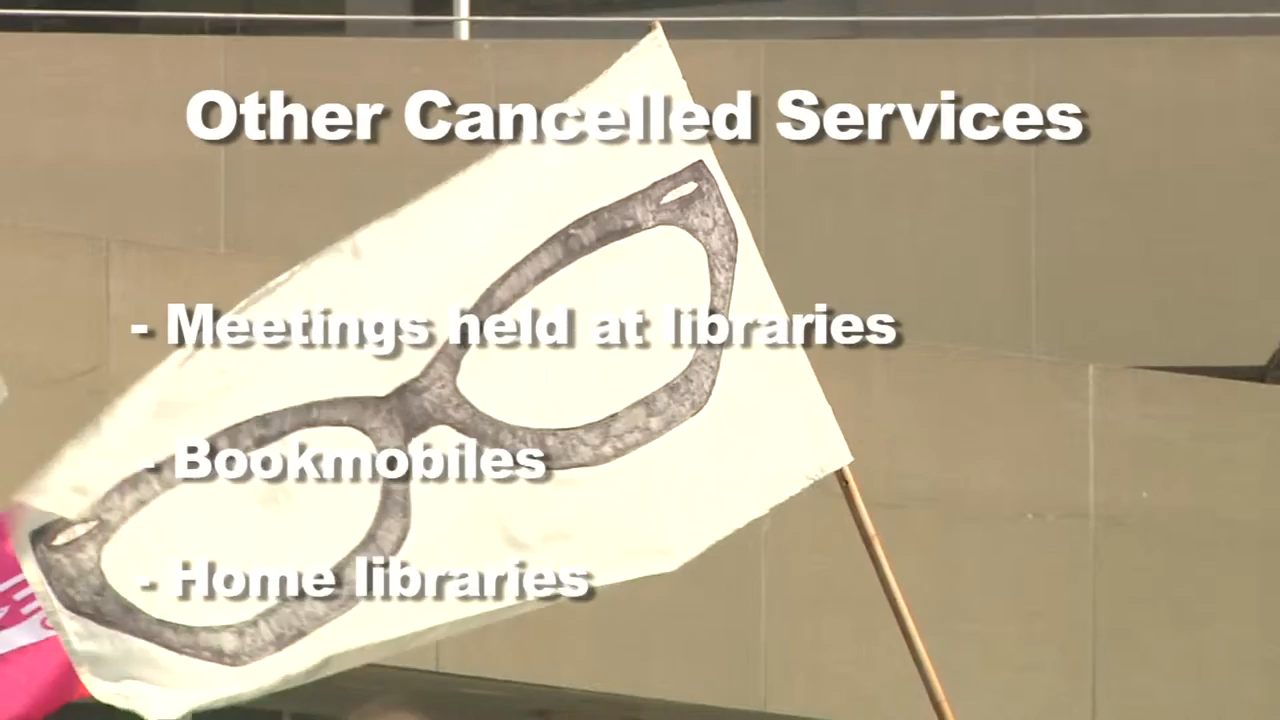 Other Cancelled Services
- Meetings held at libraries
- Bookmobiles
- Home libraries